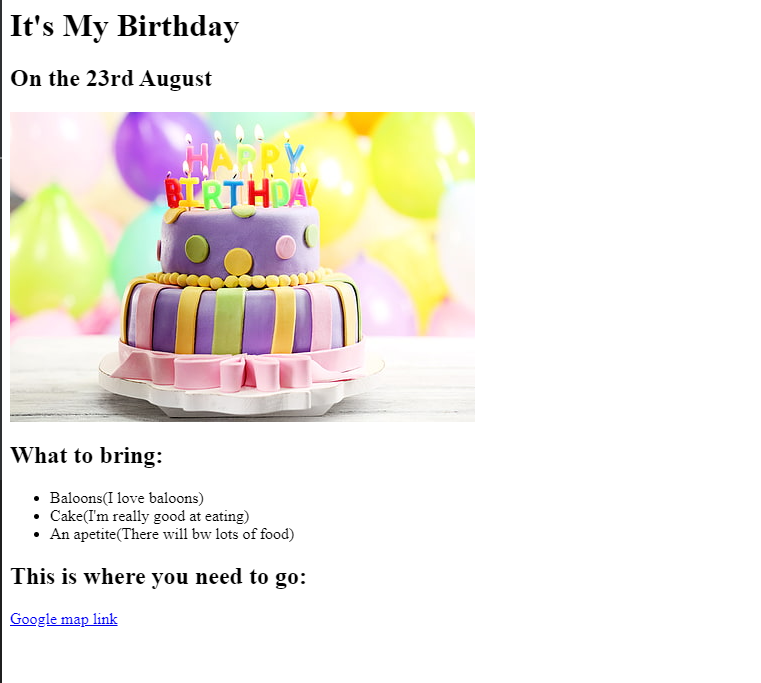 It's My Birthday
On the 23rd August
HAPPY
BIRTHDAY
What to bring:
Baloons(I love baloons)
Cake(I'm really good at eating)
An apetite(There will bw lots of food)
This is where you need to go:
Google map link